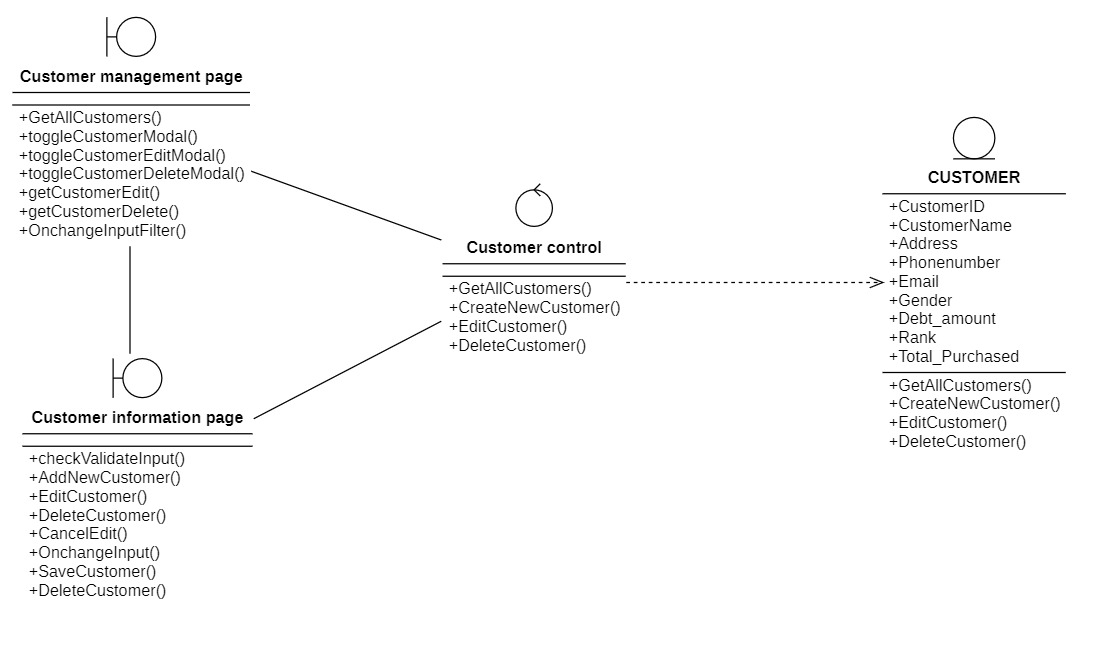 Customer management page
+GetAllCustomers()
+toggleCustomerModal()
+toggleCustomerEditModal()
+toggleCustomerDeleteModal()
+getCustomerEdit()
+getCustomerDelete()
+OnchangeInputFilter()
Customer information page
+checkValidateInput()
+AddNewCustomer()
+EditCustomer()
+DeleteCustomer()
+CancelEdit()
+OnchangeInput()
+SaveCustomer()
+DeleteCustomer()
Customer control
+GetAllCustomers()
+CreateNewCustomer()
+EditCustomer()
+DeleteCustomer()
CUSTOMER
+CustomerID
+CustomerName
+Address
+Phonenumber
+Email
+Gender
+Debt_amount
+Rank
+Total_Purchased
+GetAllCustomers()
+CreateNewCustomer()
+EditCustomer()
+DeleteCustomer()